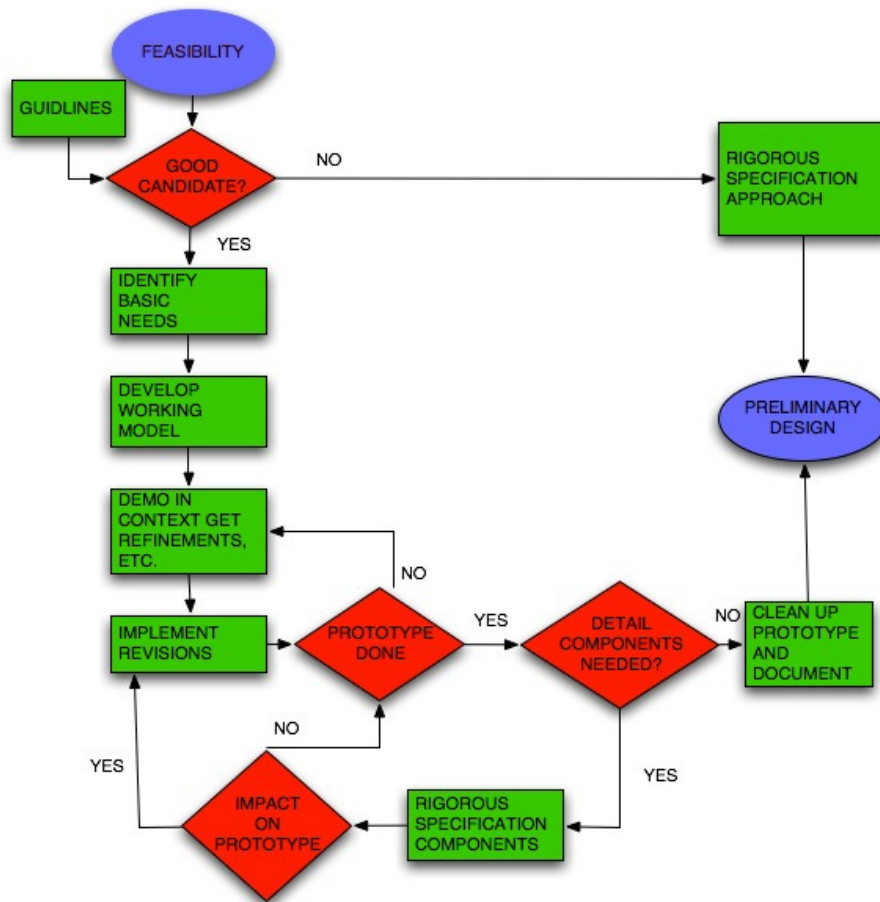 FEASIBILITY
GUIDLINES
GOOD
CANDIDATE?
NO
RIGOROUS
SPECIFICATION
APPROACH
YES
IDENTIFY
BASIC
NEEDS
DEVELOP
WORKING
MODEL
PRELIMINARY
DESIGN
DEMO IN
CONTEXT GET
REFINEMENTS,
ETC.
NO
IMPLEMENT
REVISIONS
PROTOTYPE
DONE
YES
DETAIL
COMPONENTS
NEEDED?
NO
CLEAN UP
PROTOTYPE
AND
DOCUMENT
NO
YES
YES
IMPACT
ON
PROTOTYPE
RIGOROUS
SPECIFICATION
COMPONENTS